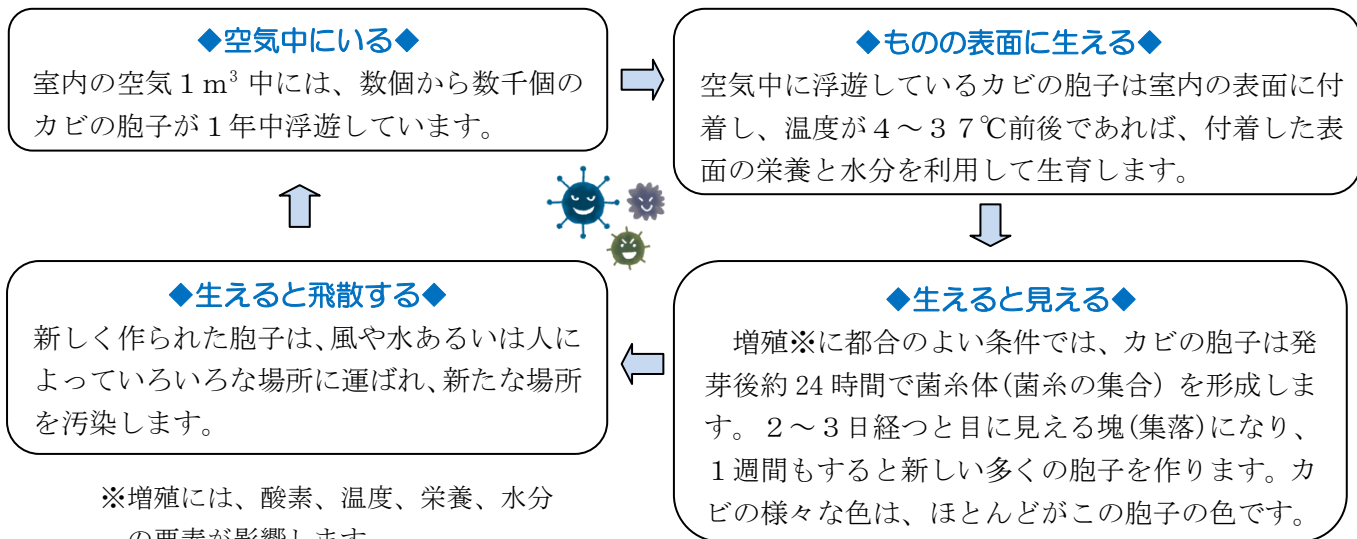 ◆空気中にいる◆
室内の空気１ｍ³ 中には、数個から数千個の
カビの胞子が１年中浮遊しています。
◆ものの表面に生える◆
空気中に浮遊しているカビの胞子は室内の表面に付
着し、温度が４～３７℃前後であれば、付着した表
面の栄養と水分を利用して生育します。
◆生えると見える◆
増殖※に都合のよい条件では、カビの胞子は発
芽後約 24 時間で菌糸体(菌糸の集合) を形成しま
す。２～３日経つと目に見える塊(集落)になり、
１週間もすると新しい多くの胞子を作ります。カ
ビの様々な色は、ほとんどがこの胞子の色です。
◆生えると飛散する◆
新しく作られた胞子は、風や水あるいは人に
よっていろいろな場所に運ばれ、新たな場所
を汚染します。
※増殖には、酸素、温度、栄養、水分
の要素が影響します